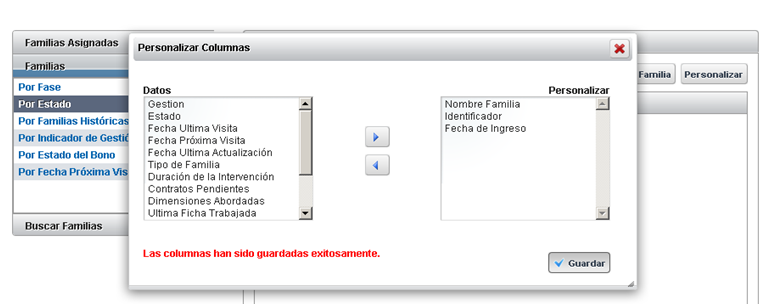 Familias Asignadas
Familias
Por Fase
Por Estado
Por Familias Históricas
Por Indicador de Gestió
Por Estado del Bono
Por Fecha Próxima Vis
Buscar Familias
Personalizar Columnas
Datos
Gestion
Estado
Fecha Ultima Visita
Fecha Próxima Visita
Fecha Ultima Actualización
Tipo de Familia
Duración de la Intervención
Contratos Pendientes
Dimensiones Abordadas
Ultima Ficha Trabajada
Personalizar
Nombre Familia
Identificador
Fecha de Ingreso
Las columnas han sido guardadas exitosamente.
Guardar
Familia
Personalizar